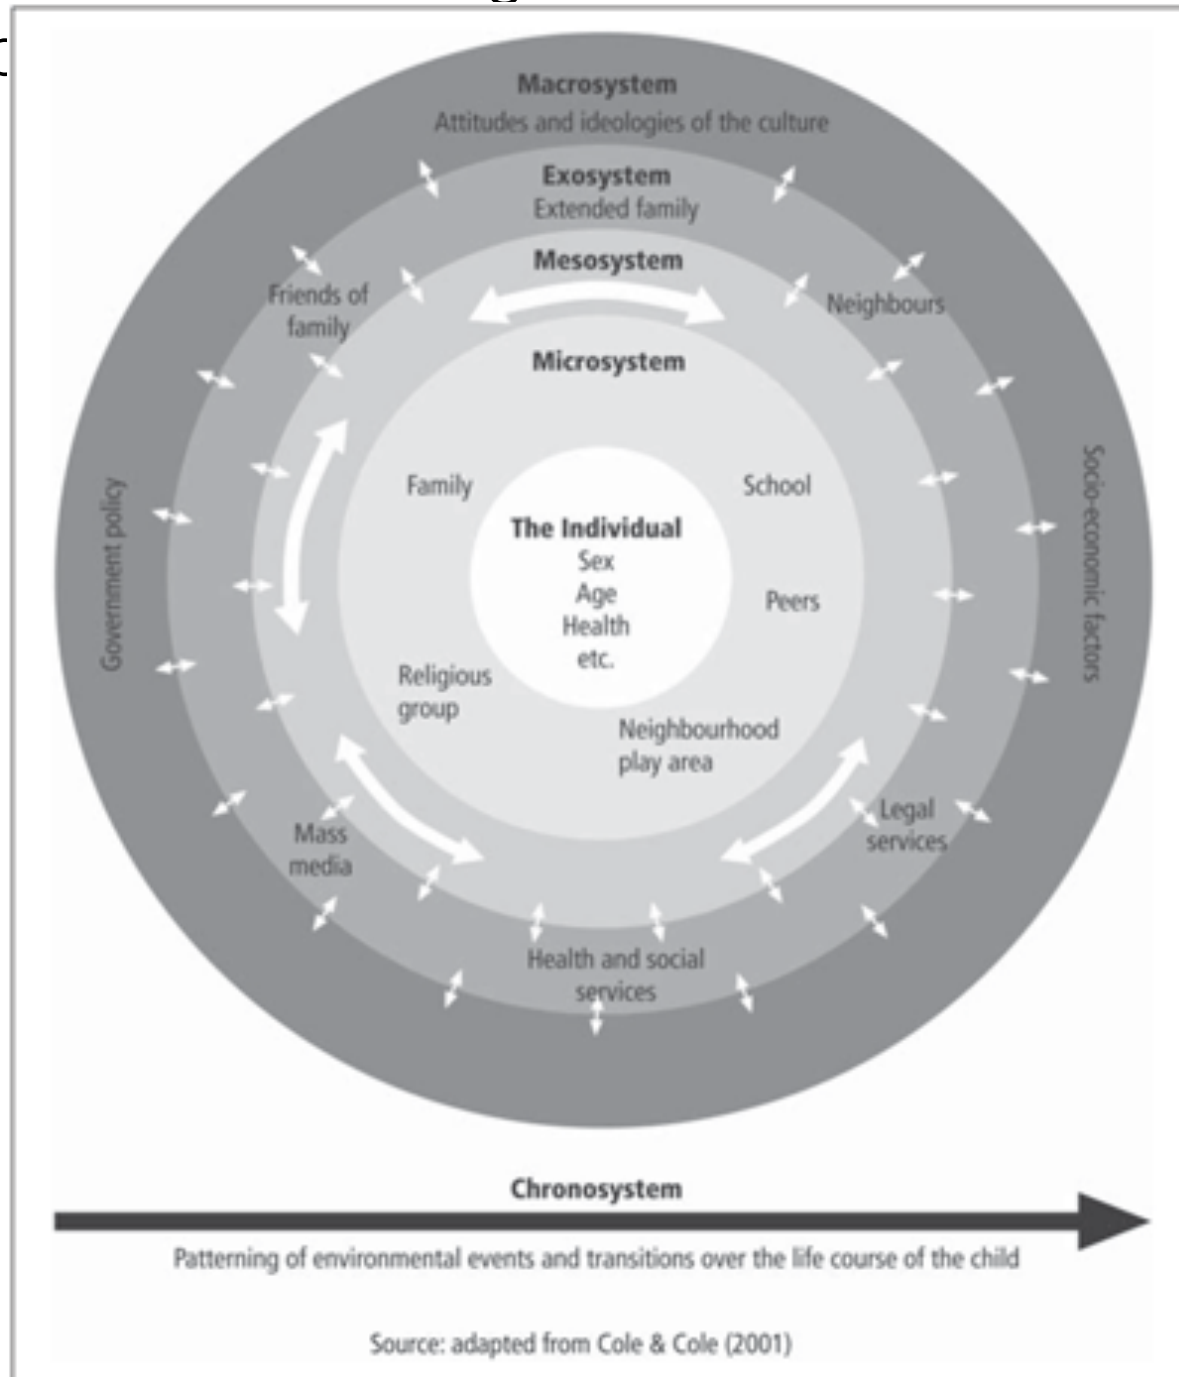 Macrosystem
Attitudes and ideologies of the culture
Exosystem
Extended family
Mesosystem
Friends of
family
Neighbours
Microsystem
Family
School
The Individual
Sex
Age
Health
etc.
Peers
Government policy
Socio-economic factors
Religious
group
Neighbourhood
play area
Mass
media
Legal
services
Health and social
services
Chronosystem
Patterning of environmental events and transitions over the life course of the child
Source: adapted from Cole & Cole (2001)